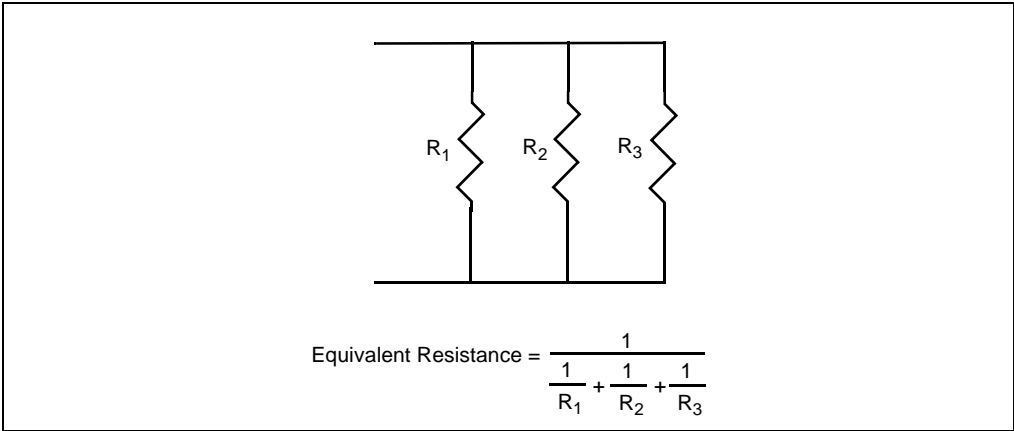 R1 R2 R3
Equivalent Resistance = 1
1 + 1 + 1
R1 R2 R3